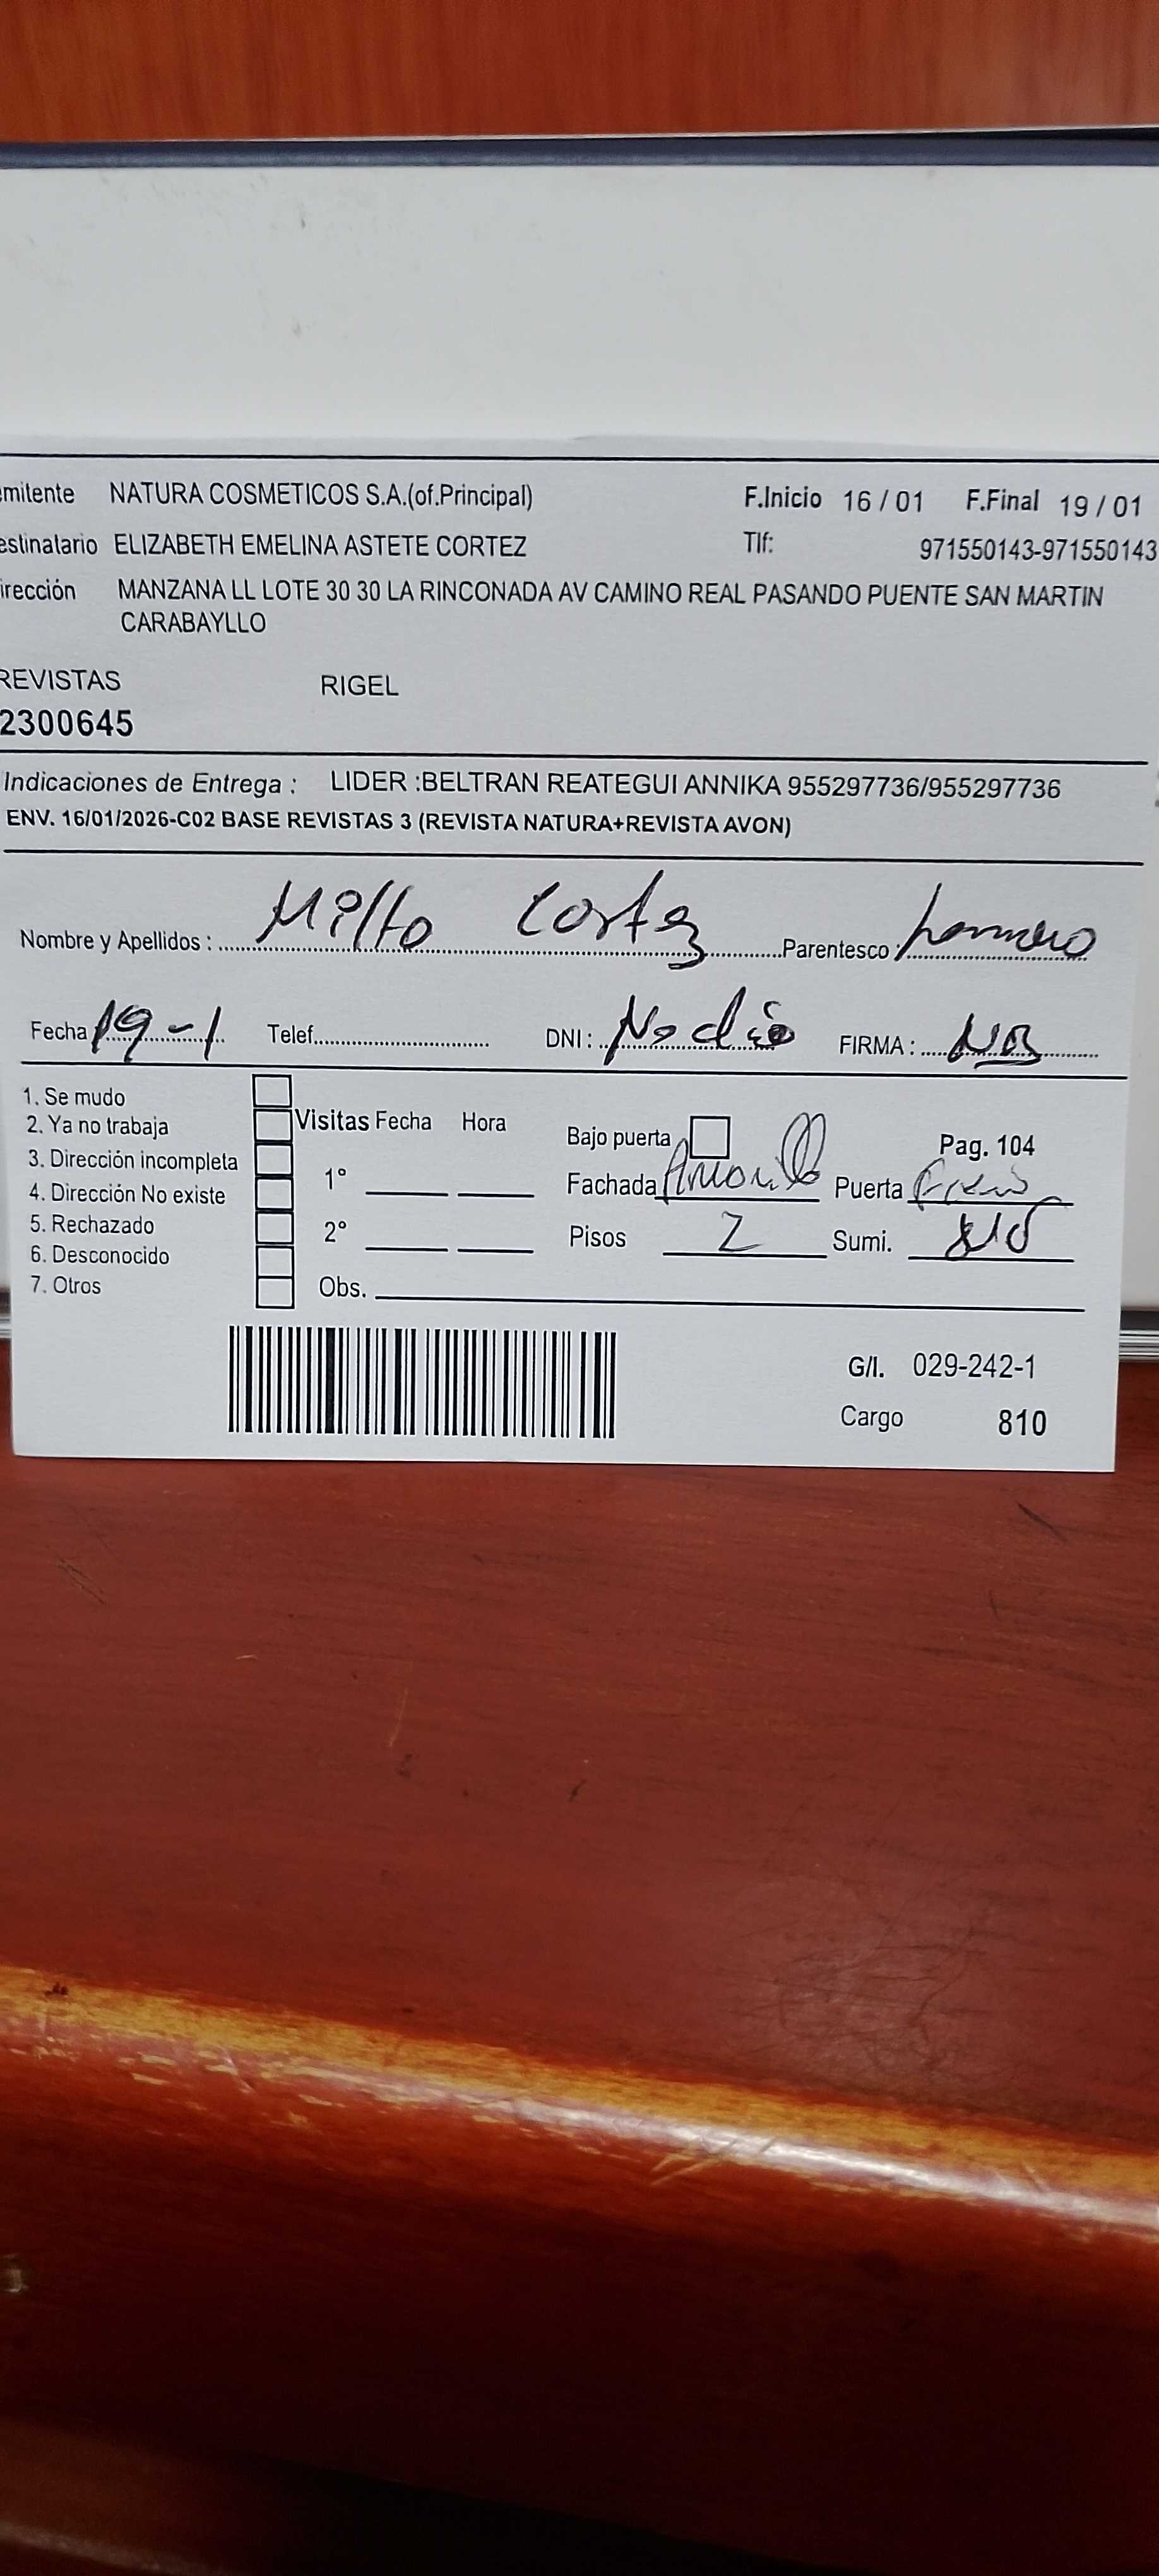 emitente NATURA COSMETICOS S.A.(of.Principal) F.Inicio 16 / 01 F.Final 19 / 01
estinatario ELIZABETH EMELINA ASTETE CORTEZ Tlf: 971550143-971550143
irección MANZANA LL LOTE 30 30 LA RINCONADA AV CAMINO REAL PASANDO PUENTE SAN MARTIN
CARABAYLLO
REVISTAS RIGEL
2300645
Indicaciones de Entrega : LIDER :BELTRAN REATEGUI ANNIKA 955297736/955297736
ENV. 16/01/2026-C02 BASE REVISTAS 3 (REVISTA NATURA+REVISTA AVON)
Nombre y Apellidos : Cortez Parentesco :
Fecha 19-1 Telef. DNI : No dio FIRMA :
1. Se mudo
2. Ya no trabaja Visitas Fecha Hora Bajo puerta Pag. 104
3. Dirección incompleta 1° Fachada Amarillo Puerta
4. Dirección No existe
5. Rechazado 2° Pisos 2 Sumi.
6. Desconocido
7. Otros Obs.
G/I. 029-242-1
Cargo 810